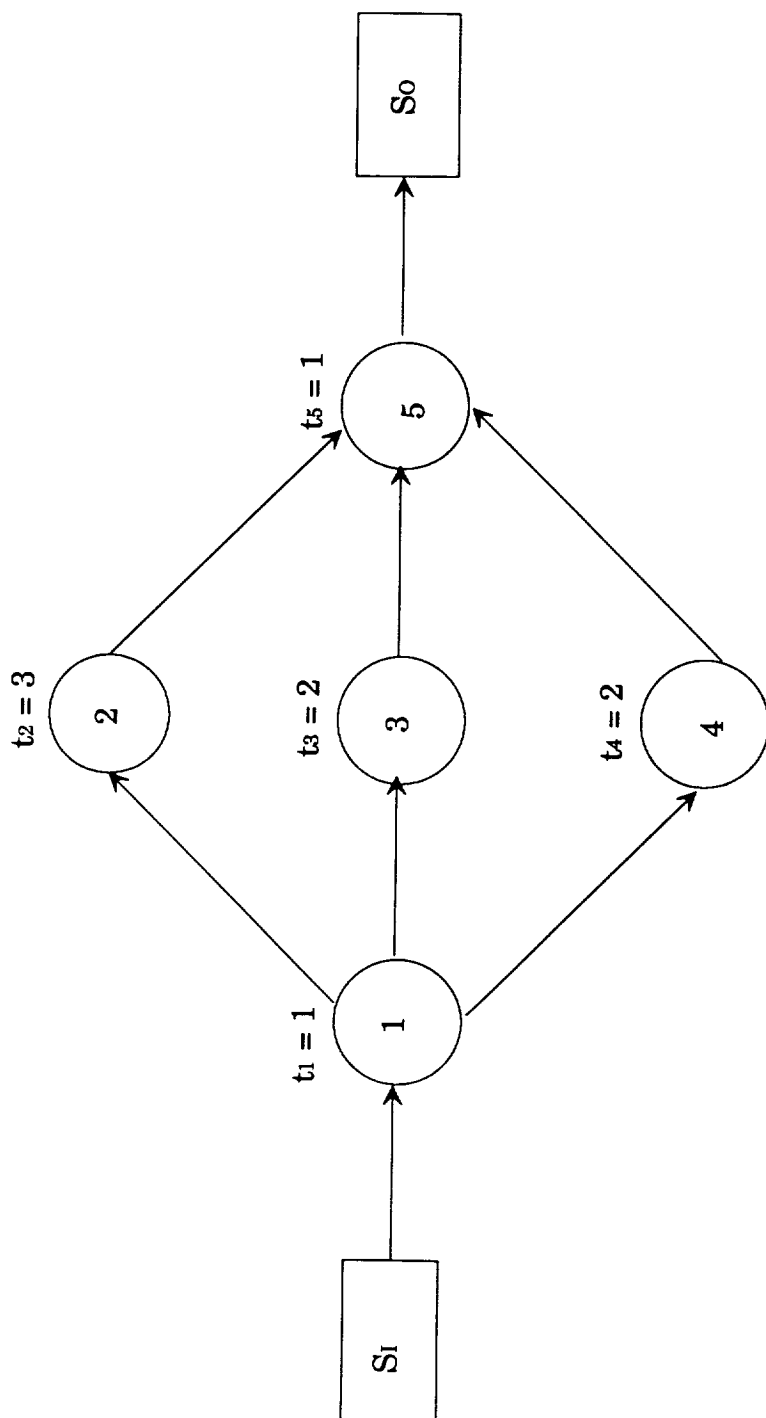 SI
t1 = 1
1
t2 = 3
2
t3 = 2
3
t4 = 2
4
t5 = 1
5
SO